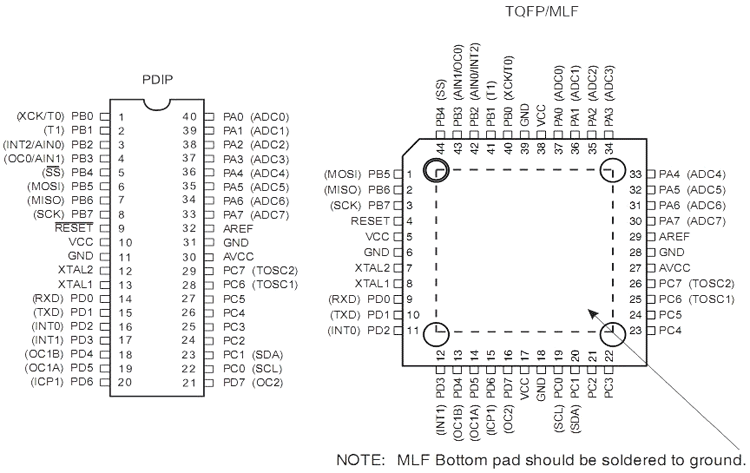 TQFP/MLF
PDIP
(XCK/T0) PB0 1 40 PA0 (ADC0)
(T1) PB1 2 39 PA1 (ADC1)
(INT2/AIN0) PB2 3 38 PA2 (ADC2)
(OC0/AIN1) PB3 4 37 PA3 (ADC3)
(SS) PB4 5 36 PA4 (ADC4)
(MOSI) PB5 6 35 PA5 (ADC5)
(MISO) PB6 7 34 PA6 (ADC6)
(SCK) PB7 8 33 PA7 (ADC7)
RESET 9 32 AREF
VCC 10 31 GND
GND 11 30 AVCC
XTAL2 12 29 PC7 (TOSC2)
XTAL1 13 28 PC6 (TOSC1)
(RXD) PD0 14 27 PC5
(TXD) PD1 15 26 PC4
(INT0) PD2 16 25 PC3
(INT1) PD3 17 24 PC2
(OC1B) PD4 18 23 PC1 (SDA)
(OC1A) PD5 19 22 PC0 (SCL)
(ICP1) PD6 20 21 PD7 (OC2)
PB4 (SS)
PB3 (AIN1/OC0)
PB2 (AIN0/INT2)
PB1 (T1)
PB0 (XCK/T0)
GND
VCC
PA0 (ADC0)
PA1 (ADC1)
PA2 (ADC2)
PA3 (ADC3)
44 43 42 41 40 39 38 37 36 35 34
(MOSI) PB5 1 33 PA4 (ADC4)
(MISO) PB6 2 32 PA5 (ADC5)
(SCK) PB7 3 31 PA6 (ADC6)
RESET 4 30 PA7 (ADC7)
VCC 5 29 AREF
GND 6 28 GND
XTAL2 7 27 AVCC
XTAL1 8 26 PC7 (TOSC2)
(RXD) PD0 9 25 PC6 (TOSC1)
(TXD) PD1 10 24 PC5
(INT0) PD2 11 23 PC4
12 13 14 15 16 17 18 19 20 21 22
(INT1) PD3
(OC1B) PD4
(OC1A) PD5
(ICP1) PD6
(OC2) PD7
VCC
GND
(SCL) PC0
(SDA) PC1
PC2
PC3
NOTE: MLF Bottom pad should be soldered to ground.